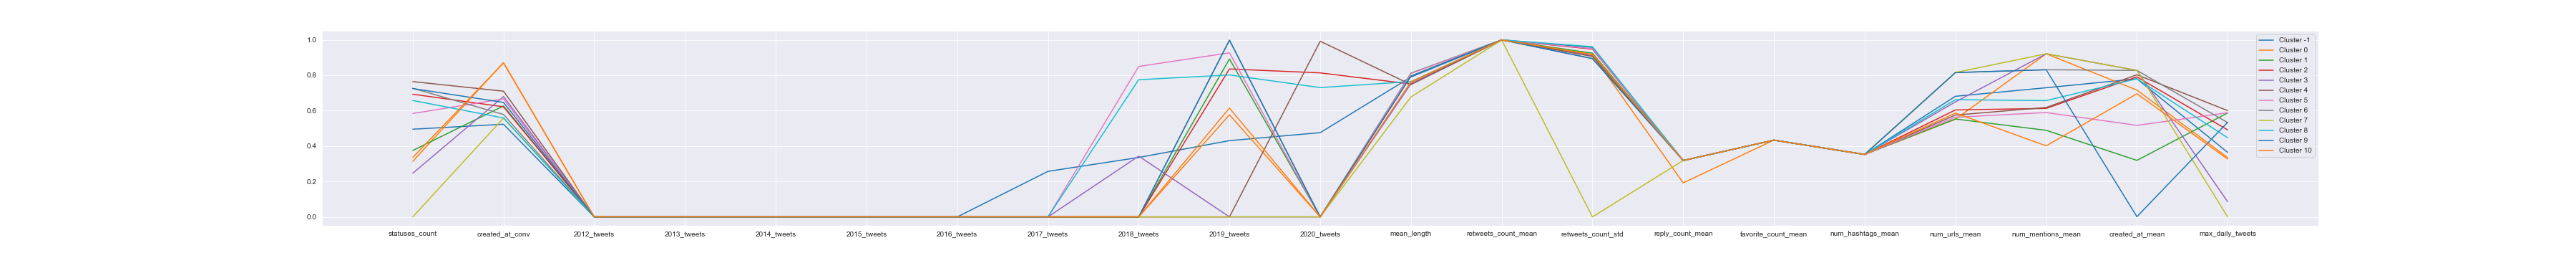 1.0
0.8
0.6
0.4
0.2
0.0
statuses_count created_at_conv 2012_tweets 2013_tweets 2014_tweets 2015_tweets 2016_tweets 2017_tweets 2018_tweets 2019_tweets 2020_tweets mean_length retweets_count_mean retweets_count_std reply_count_mean favorite_count_mean num_hashtags_mean num_urls_mean num_mentions_mean created_at_mean max_daily_tweets
Cluster -1
Cluster 0
Cluster 1
Cluster 2
Cluster 3
Cluster 4
Cluster 5
Cluster 6
Cluster 7
Cluster 8
Cluster 9
Cluster 10